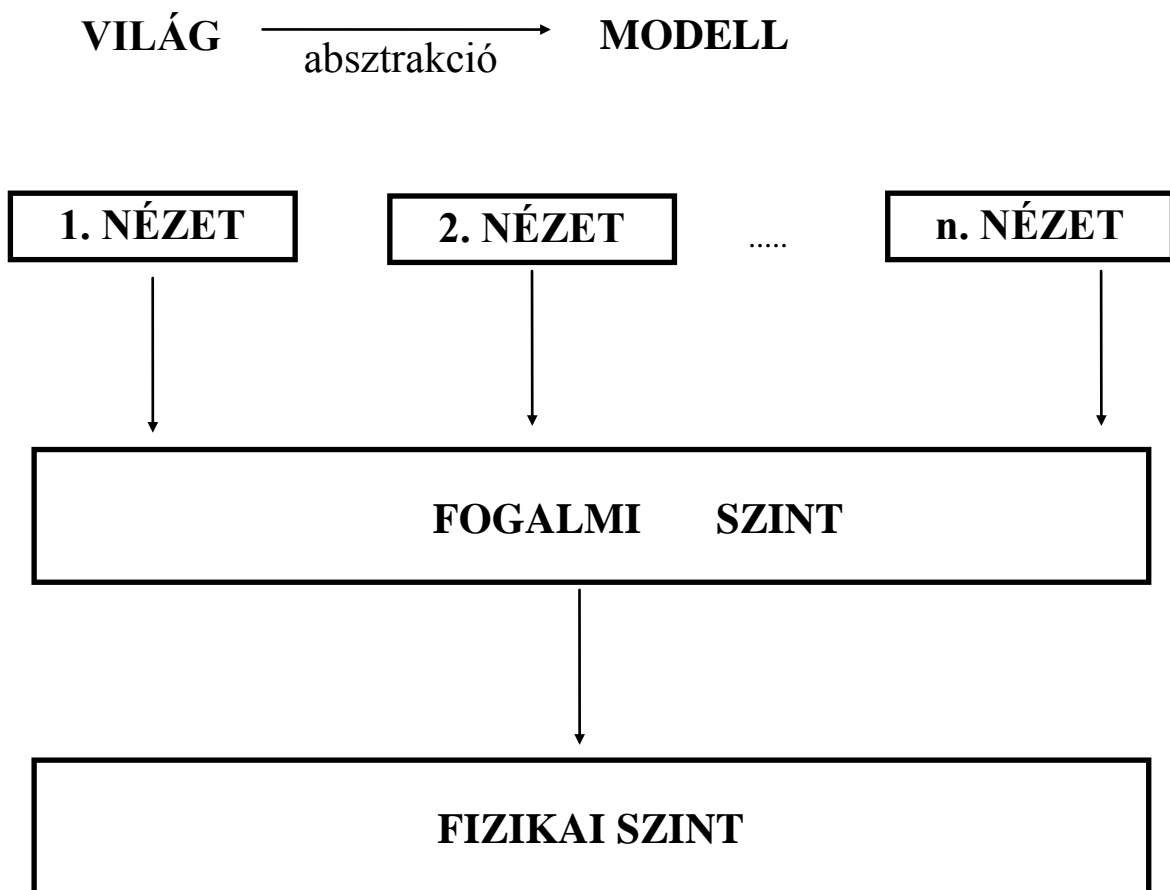 VILÁG absztrakció MODELL
1. NÉZET 2. NÉZET ..... n. NÉZET
FOGALMI SZINT
FIZIKAI SZINT